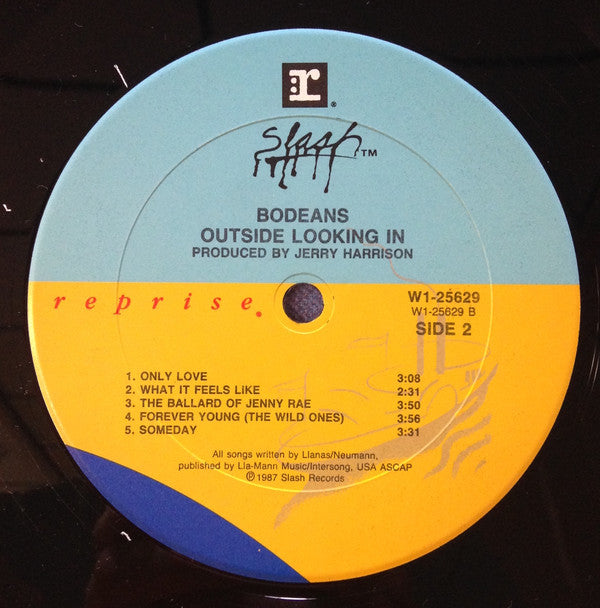 r®
Slash™
BODEANS
OUTSIDE LOOKING IN
PRODUCED BY JERRY HARRISON
reprise®
W1-25629
W1-25629 B
SIDE 2
1. ONLY LOVE 3:08
2. WHAT IT FEELS LIKE 2:31
3. THE BALLARD OF JENNY RAE 3:50
4. FOREVER YOUNG (THE WILD ONES) 3:56
5. SOMEDAY 3:31
All songs written by Llanas/Neumann,
published by Lla-Mann Music/Intersong, USA ASCAP
℗1987 Slash Records